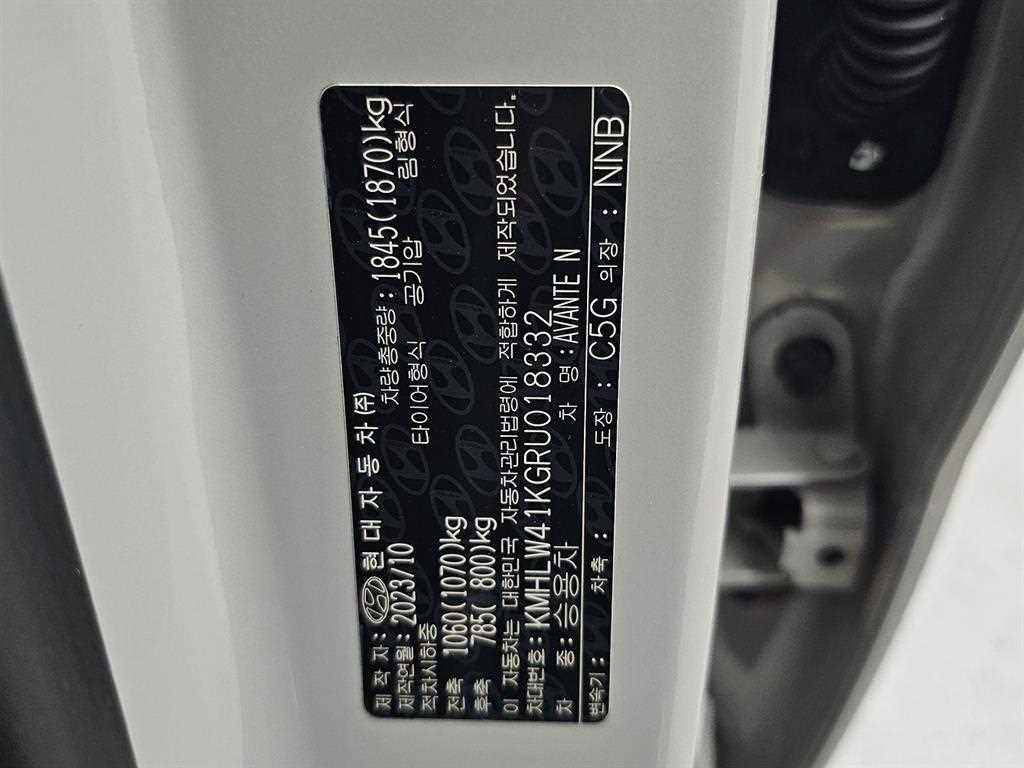 제 작 자 : 현 대 자 동 차 (주)
제작연월 : 2023/10 차량총중량 : 1845(1870)kg
적차시하중 타이어형식 공기압 림형식
전축 1060(1070)kg
후축 785( 800)kg
이 자동차는 대한민국 자동차관리법령에 적합하게 제작되었습니다.
차대번호 : KMHLW41KGRU018332
차 종 : 승용차 차 명 : AVANTE N
변속기 : 차축 : 도장 : C5G 의장 : NNB